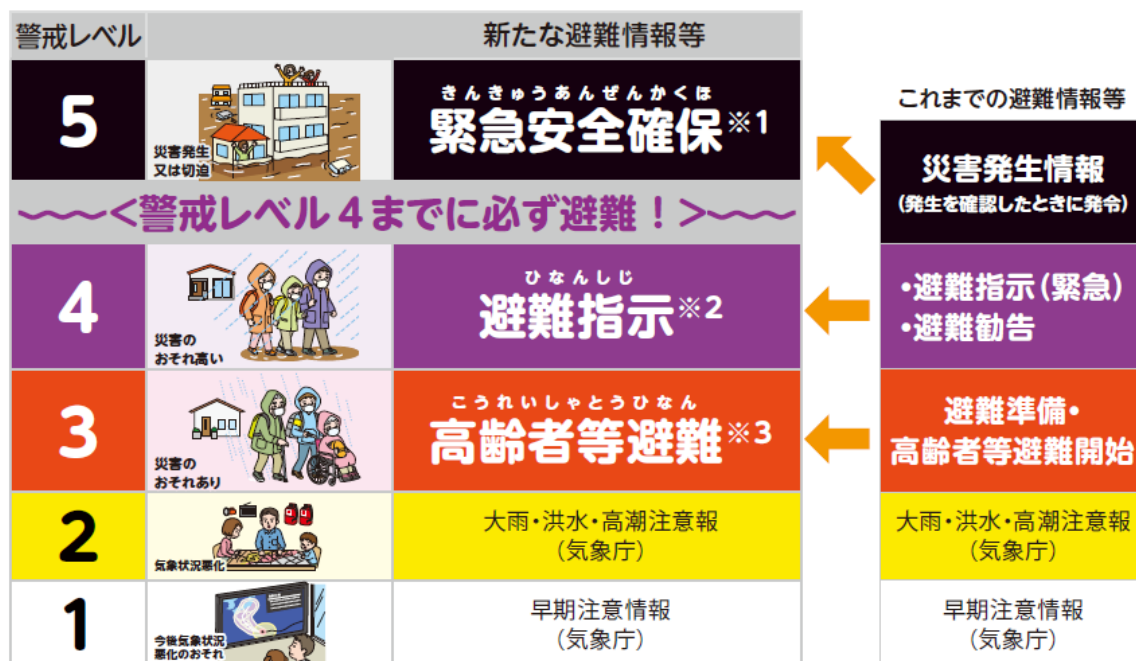 警戒レベル
新たな避難情報等
5
災害発生
又は切迫
きんきゅうあんぜんかくほ
緊急安全確保※1
〜〜〜<警戒レベル4までに必ず避難！>〜〜〜
4
災害の
おそれ高い
ひなんしじ
避難指示※2
3
災害の
おそれあり
こうれいしゃとうひなん
高齢者等避難※3
2
気象状況悪化
大雨・洪水・高潮注意報
（気象庁）
1
今後気象状況
悪化のおそれ
早期注意情報
（気象庁）
これまでの避難情報等
災害発生情報
（発生を確認したときに発令）
・避難指示（緊急）
・避難勧告
避難準備・
高齢者等避難開始
大雨・洪水・高潮注意報
（気象庁）
早期注意情報
（気象庁）